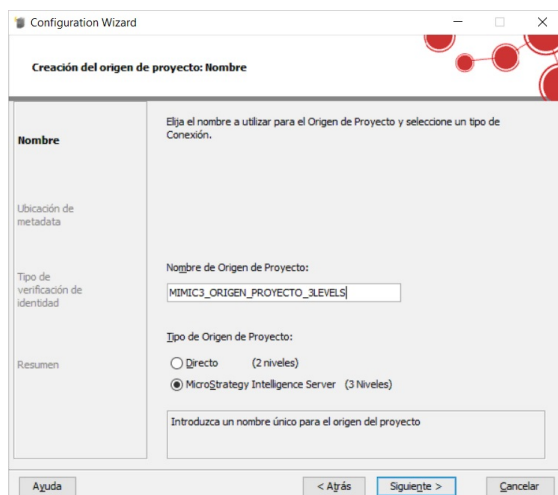 Configuration Wizard
Creación del origen de proyecto: Nombre
Nombre
Ubicación de
metadata
Tipo de
verificación de
identidad
Resumen
Elija el nombre a utilizar para el Origen de Proyecto y seleccione un tipo de
Conexión.
Nombre de Origen de Proyecto:
MIMIC3_ORIGEN_PROYECTO_3LEVELS
Tipo de Origen de Proyecto:
Directo (2 niveles)
MicroStrategy Intelligence Server (3 Niveles)
Introduzca un nombre único para el origen del proyecto
Ayuda
< Atrás
Siguiente >
Cancelar